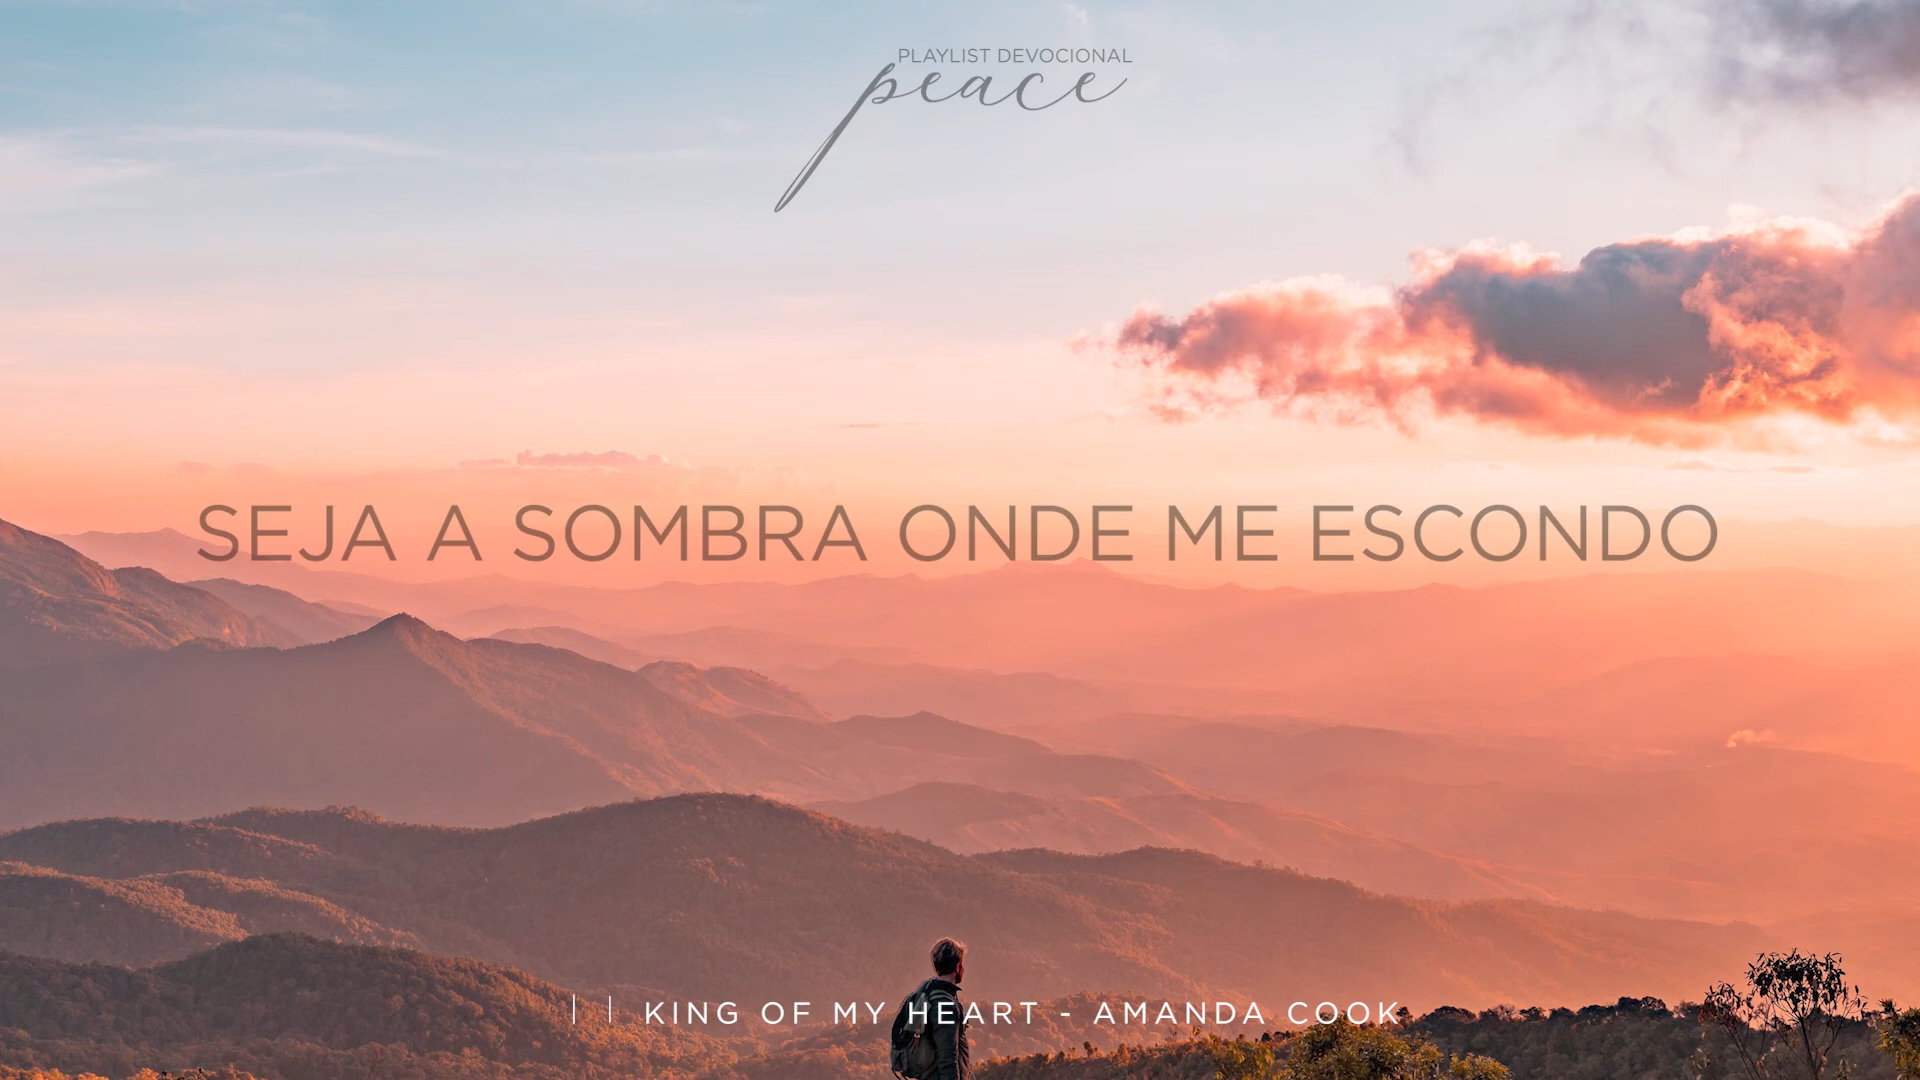 PLAYLIST DEVOCIONAL
peace
SEJA A SOMBRA ONDE ME ESCONDO
KING OF MY HEART - AMANDA COOK